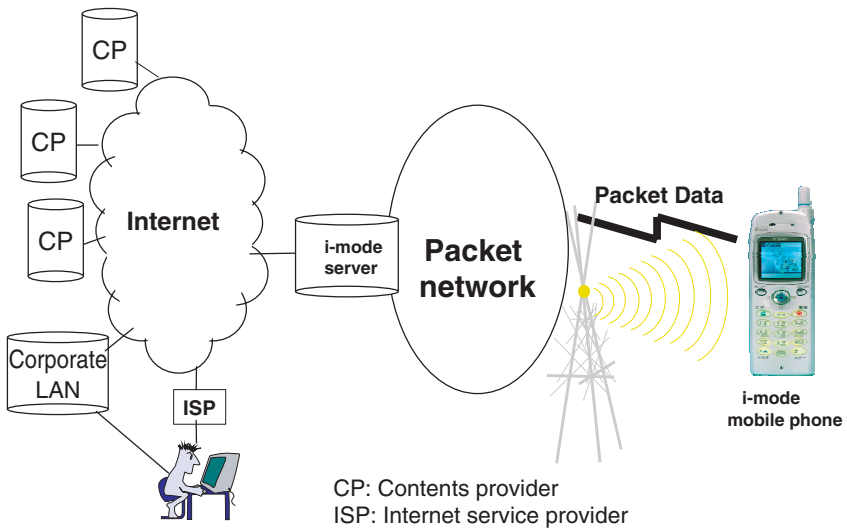 CP
CP
CP
Internet
i-mode
server
Packet
network
Packet Data
Corporate
LAN
ISP
i-mode
mobile phone
CP: Contents provider
ISP: Internet service provider